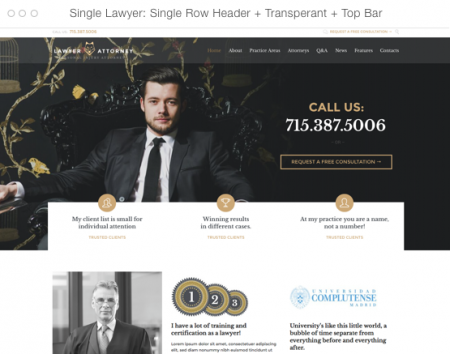 Single Lawyer: Single Row Header + Transperant + Top Bar
715.387.5006
REQUEST A FREE CONSULTATION
LAWYER ATTORNEY
Home About Practice Areas Attorneys Q&A News Features Contacts
CALL US:
715.387.5006
REQUEST A FREE CONSULTATION →
My client list is small for
individual attention
TRUSTED CLIENTS
Winning results
in different cases.
TRUSTED CLIENTS
At my practice you are a name,
not a number!
TRUSTED CLIENTS
1 2 3
I have a lot of training and
certification as a lawyer!
Lorem ipsum dolor sit amet, consectetur
adipiscing elit, sed diam nonummy nibh
euismod tincidunt
UNIVERSIDAD
COMPLUTENSE
MADRID
University's like this little world, a
bubble of time separate from
everything before and everything
after.